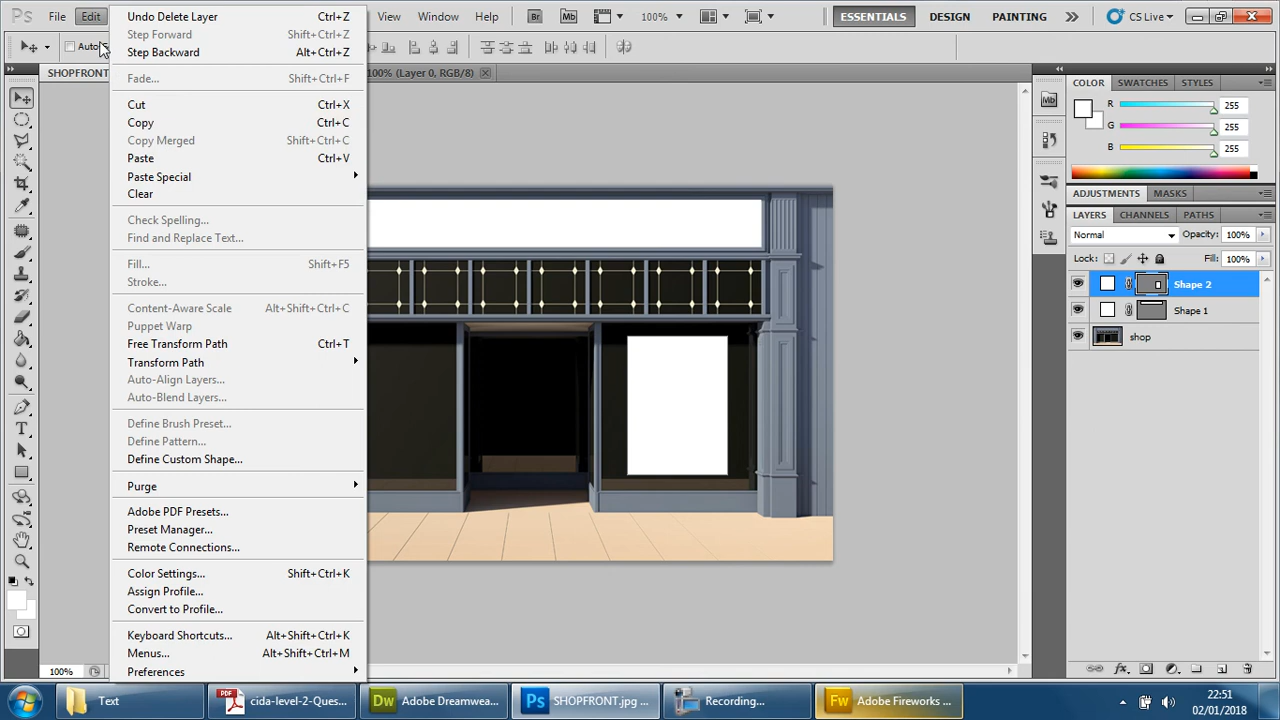 Ps File Edit View Window Help Br Mb 100% ESSENTIALS DESIGN PAINTING CS Live
Auto
SHOPFRONT 100% (Layer 0, RGB/8)
Undo Delete Layer Ctrl+Z
Step Forward Shift+Ctrl+Z
Step Backward Alt+Ctrl+Z
Fade... Shift+Ctrl+F
Cut Ctrl+X
Copy Ctrl+C
Copy Merged Shift+Ctrl+C
Paste Ctrl+V
Paste Special
Clear
Check Spelling...
Find and Replace Text...
Fill... Shift+F5
Stroke...
Content-Aware Scale Alt+Shift+Ctrl+C
Puppet Warp
Free Transform Path Ctrl+T
Transform Path
Auto-Align Layers...
Auto-Blend Layers...
Define Brush Preset...
Define Pattern...
Define Custom Shape...
Purge
Adobe PDF Presets...
Preset Manager...
Remote Connections...
Color Settings... Shift+Ctrl+K
Assign Profile...
Convert to Profile...
Keyboard Shortcuts... Alt+Shift+Ctrl+K
Menus... Alt+Shift+Ctrl+M
Preferences
100%
Mb
COLOR SWATCHES STYLES
R 255
G 255
B 255
ADJUSTMENTS MASKS
LAYERS CHANNELS PATHS
Normal Opacity: 100%
Lock: Fill: 100%
Shape 2
Shape 1
shop
fx
T
Text
cida-level-2-Ques...
Dw Adobe Dreamwea...
Ps SHOPFRONT.jpg ...
Recording...
Fw Adobe Fireworks ...
22:51
02/01/2018